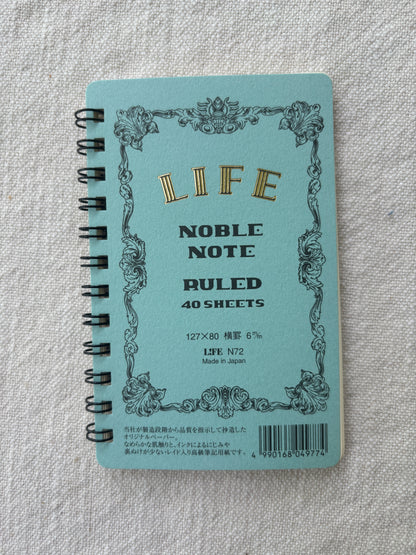 LIFE
NOBLE
NOTE
RULED
40 SHEETS
127×80 横罫 6m/m
LIFE N72
Made in Japan
当社が製造段階から品質を指示して抄造した
オリジナルペーパー。
なめらかな肌触りと、インクによるにじみや
裏ぬけが少ないレイド入り高級筆記用紙です。
4 990168 049774